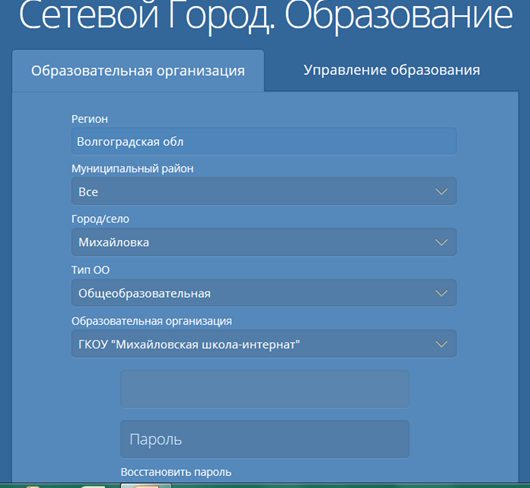 Сетевой Город. Образование
Образовательная организация
Управление образования
Регион
Волгоградская обл
Муниципальный район
Все
Город/село
Михайловка
Тип ОО
Общеобразовательная
Образовательная организация
ГКОУ "Михайловская школа-интернат"
Пароль
Восстановить пароль